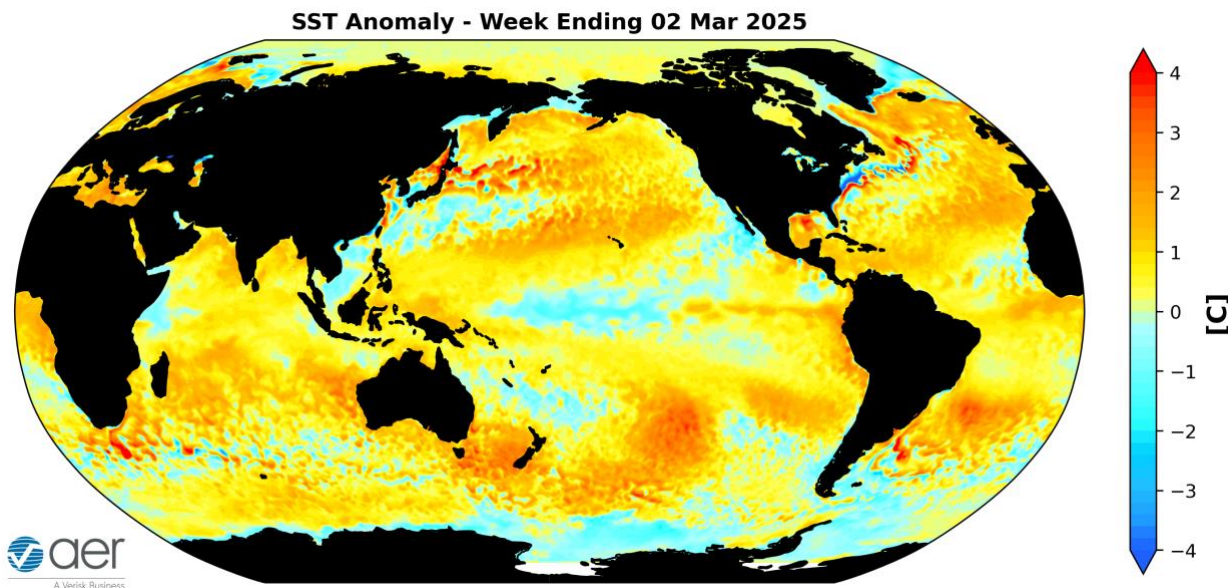 SST Anomaly - Week Ending 02 Mar 2025
4
3
2
1
0
−1
−2
−3
−4
[C]
aer
A Verisk Business